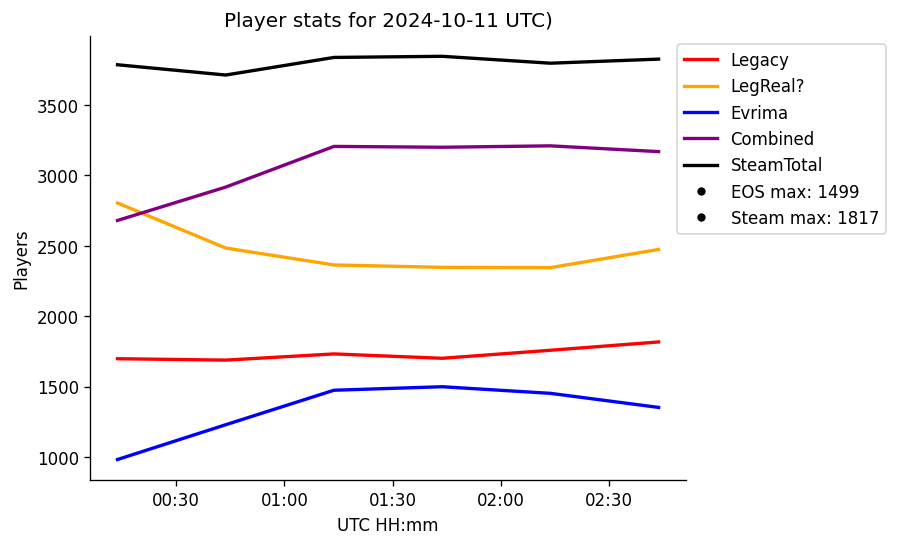 Player stats for 2024-10-11 UTC)
Legacy
LegReal?
Evrima
Combined
SteamTotal
EOS max: 1499
Steam max: 1817
Players
3500
3000
2500
2000
1500
1000
00:30 01:00 01:30 02:00 02:30
UTC HH:mm